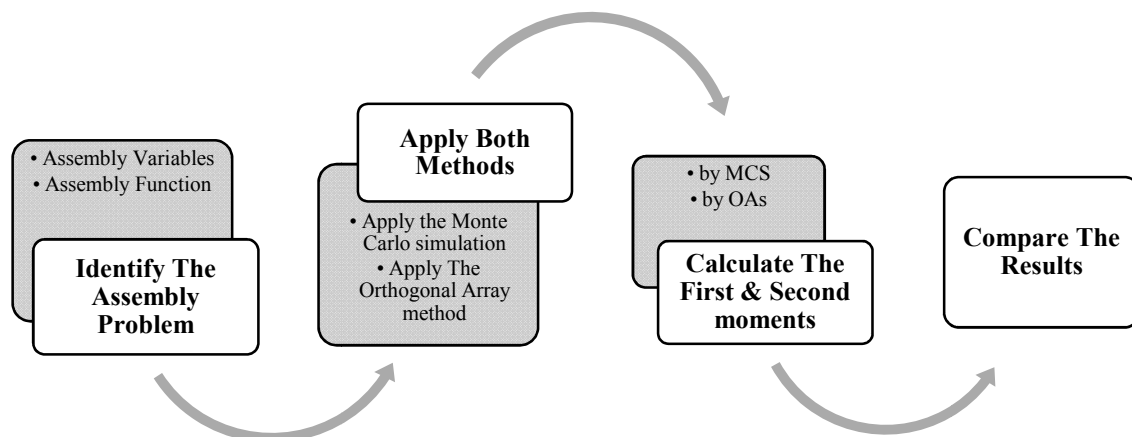 • Assembly Variables
• Assembly Function
Identify The
Assembly
Problem
Apply Both
Methods
• Apply the Monte
Carlo simulation
• Apply The
Orthogonal Array
method
• by MCS
• by OAs
Calculate The
First & Second
moments
Compare The
Results